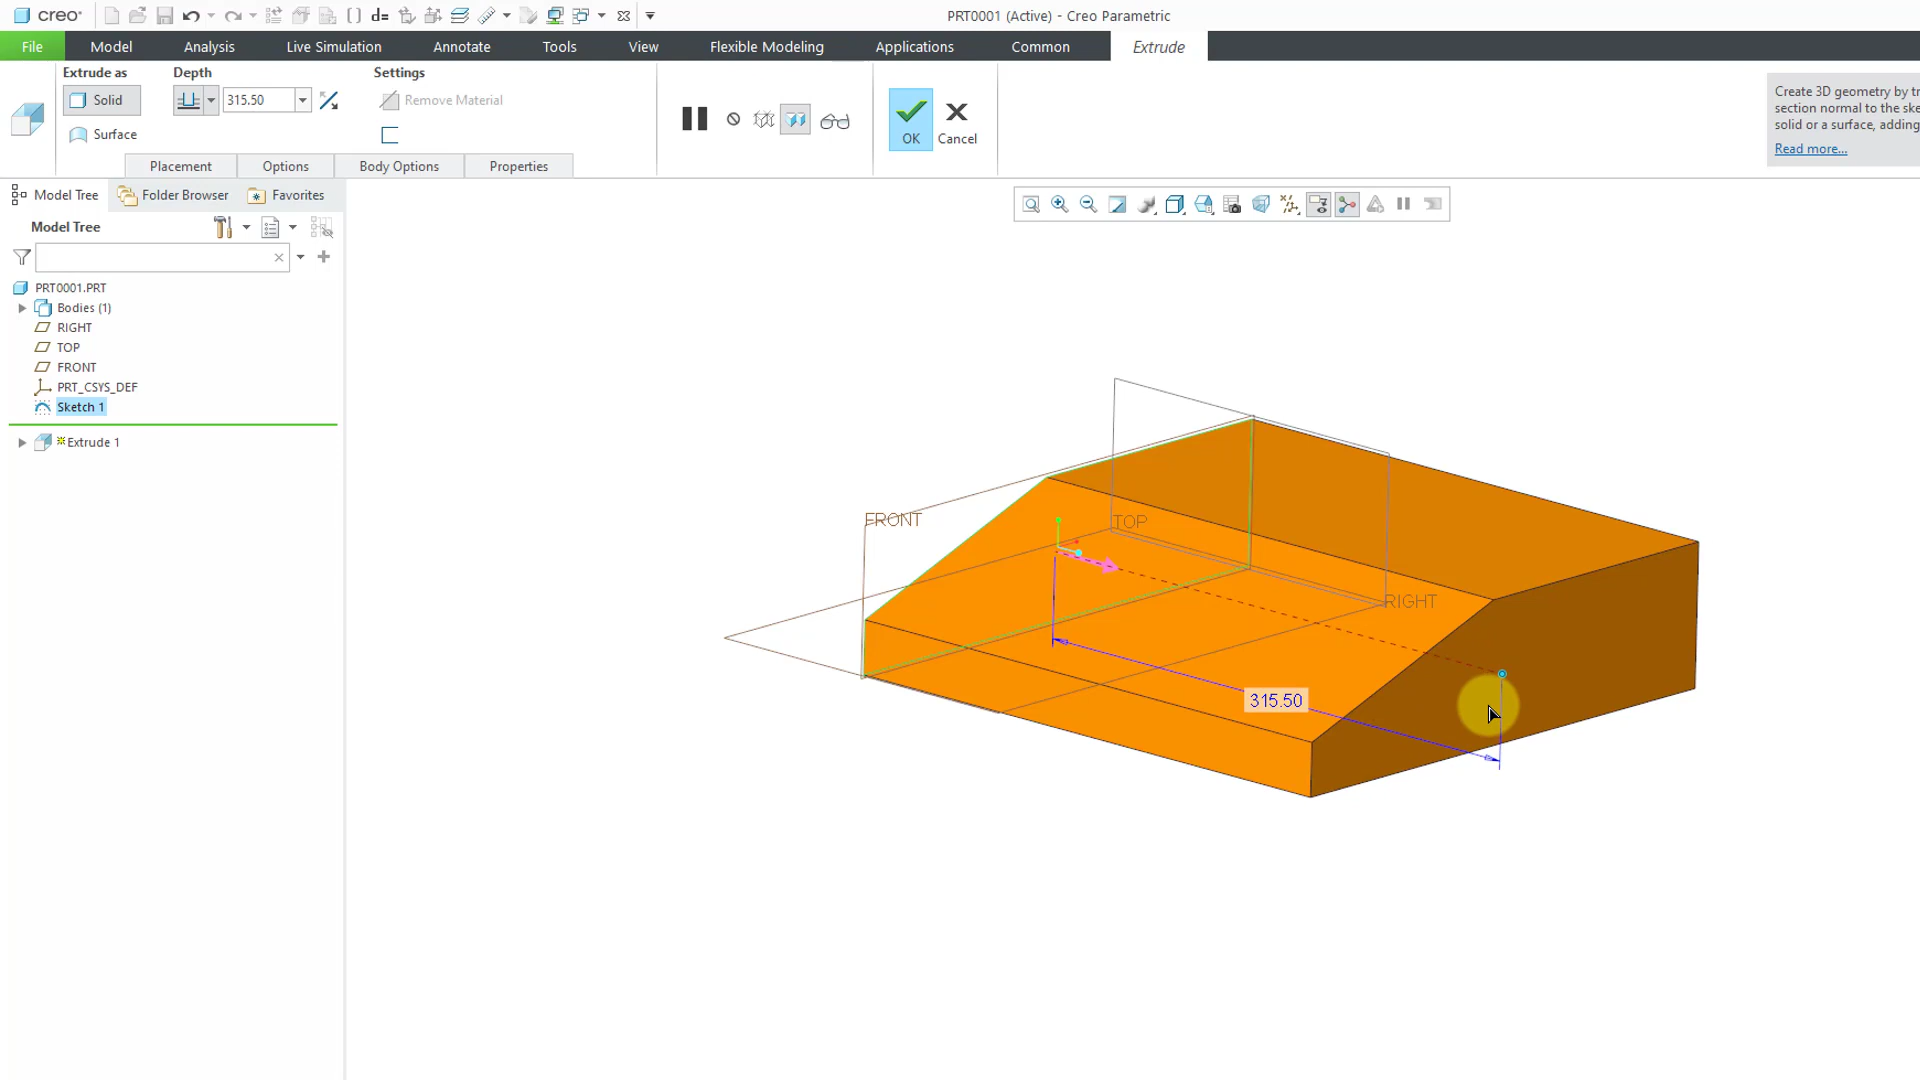 creo
PRT0001 (Active) - Creo Parametric
File Model Analysis Live Simulation Annotate Tools View Flexible Modeling Applications Common Extrude
Extrude as Depth Settings
Solid 315.50 Remove Material
Surface
OK Cancel
Placement Options Body Options Properties
Create 3D geometry by tr
section normal to the ske
solid or a surface, adding
Read more...
Model Tree Folder Browser Favorites
Model Tree
PRT0001.PRT
Bodies (1)
RIGHT
TOP
FRONT
PRT_CSYS_DEF
Sketch 1
Extrude 1
FRONT
TOP
RIGHT
315.50